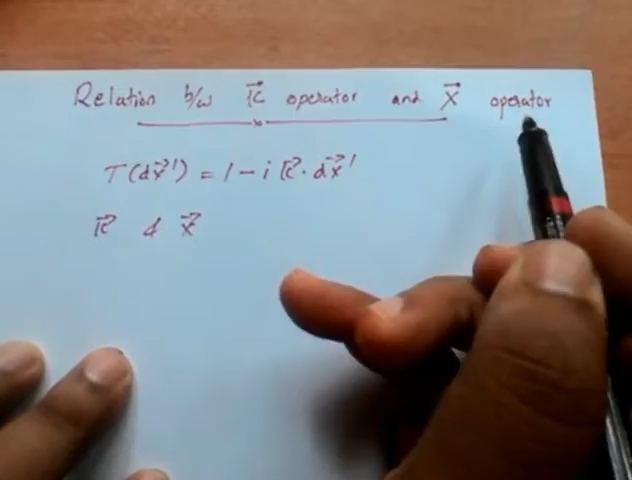 Relation b/w K⃗ operator and X⃗ operator
T(dx⃗') = 1 - i K⃗ · dx⃗'
K⃗ & x⃗